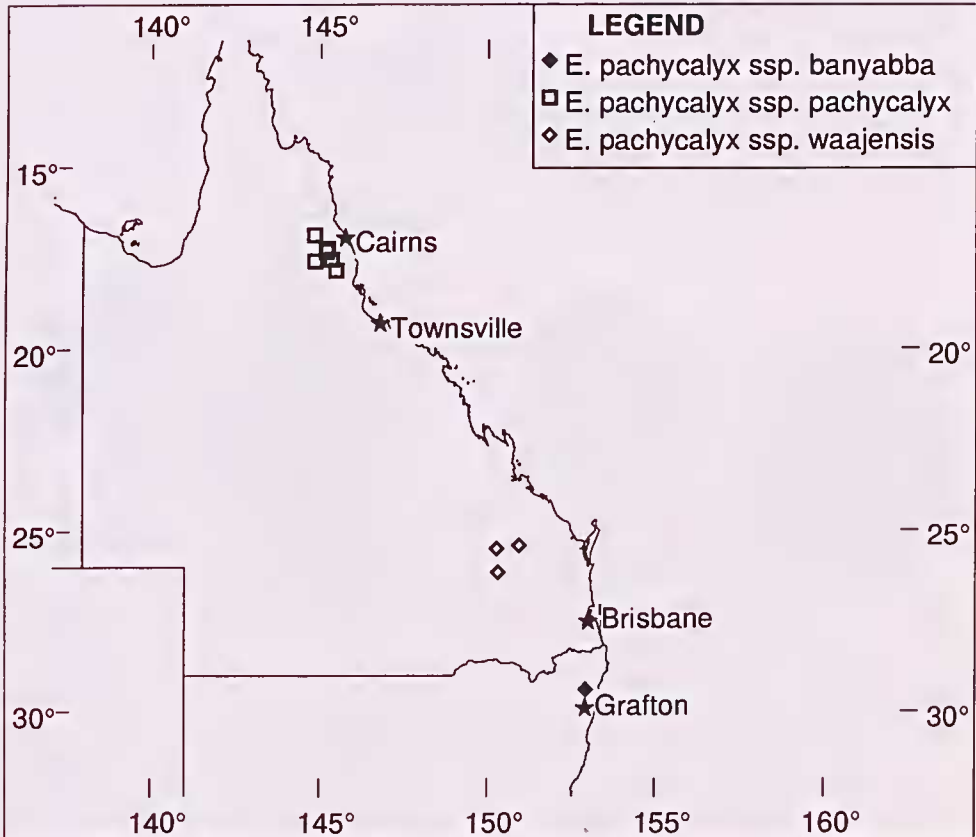 140° 145° LEGEND
E. pachycalyx ssp. banyabba
E. pachycalyx ssp. pachycalyx
E. pachycalyx ssp. waajensis
15°
Cairns
Townsville
20° 20°
25° 25°
Brisbane
Grafton
30° 30°
140° 145° 150° 155° 160°